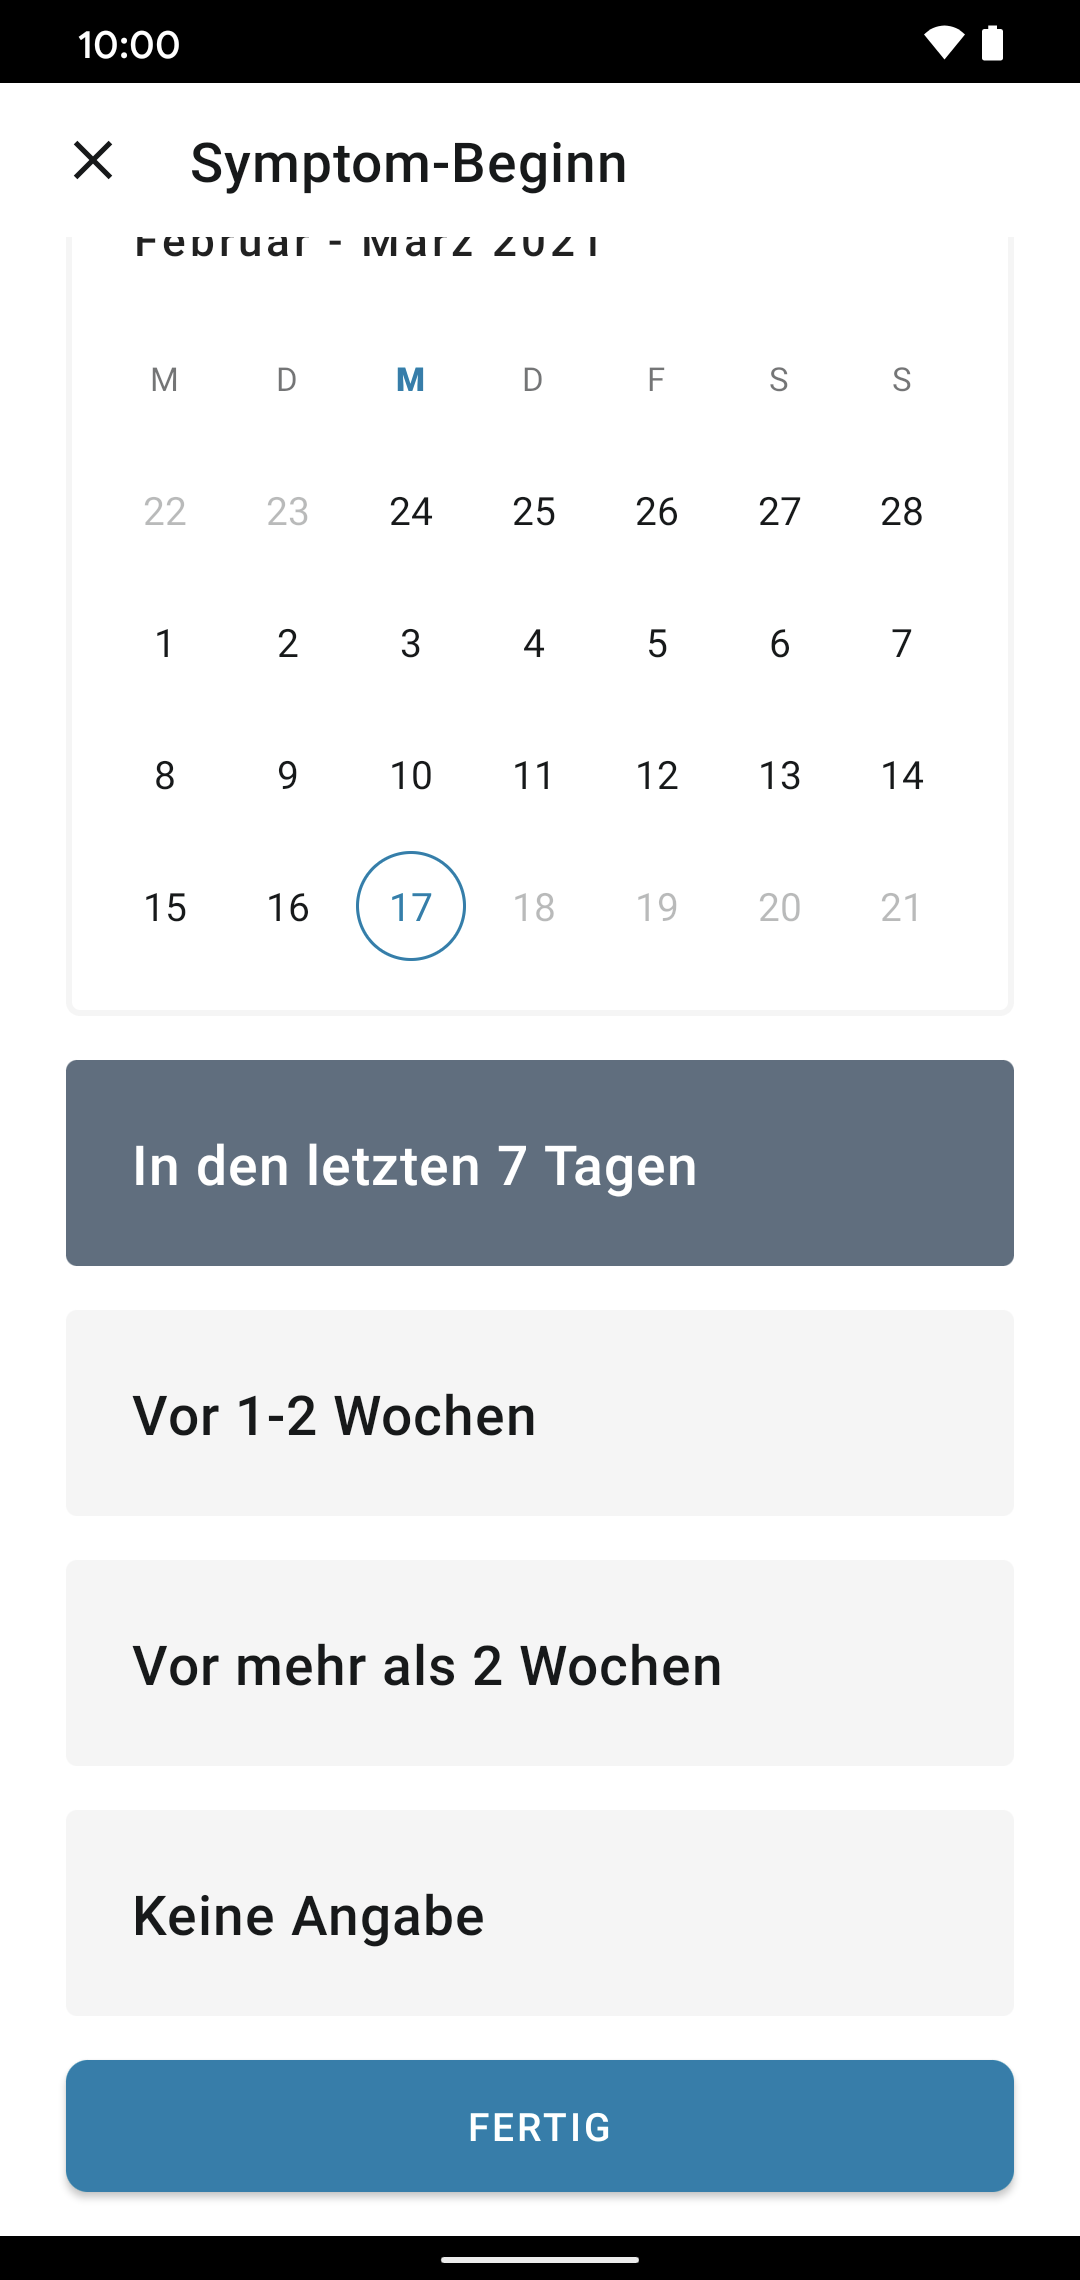 10:00
Symptom-Beginn
Februar - März 2021
M D M D F S S
22 23 24 25 26 27 28
1 2 3 4 5 6 7
8 9 10 11 12 13 14
15 16 17 18 19 20 21
In den letzten 7 Tagen
Vor 1-2 Wochen
Vor mehr als 2 Wochen
Keine Angabe
FERTIG